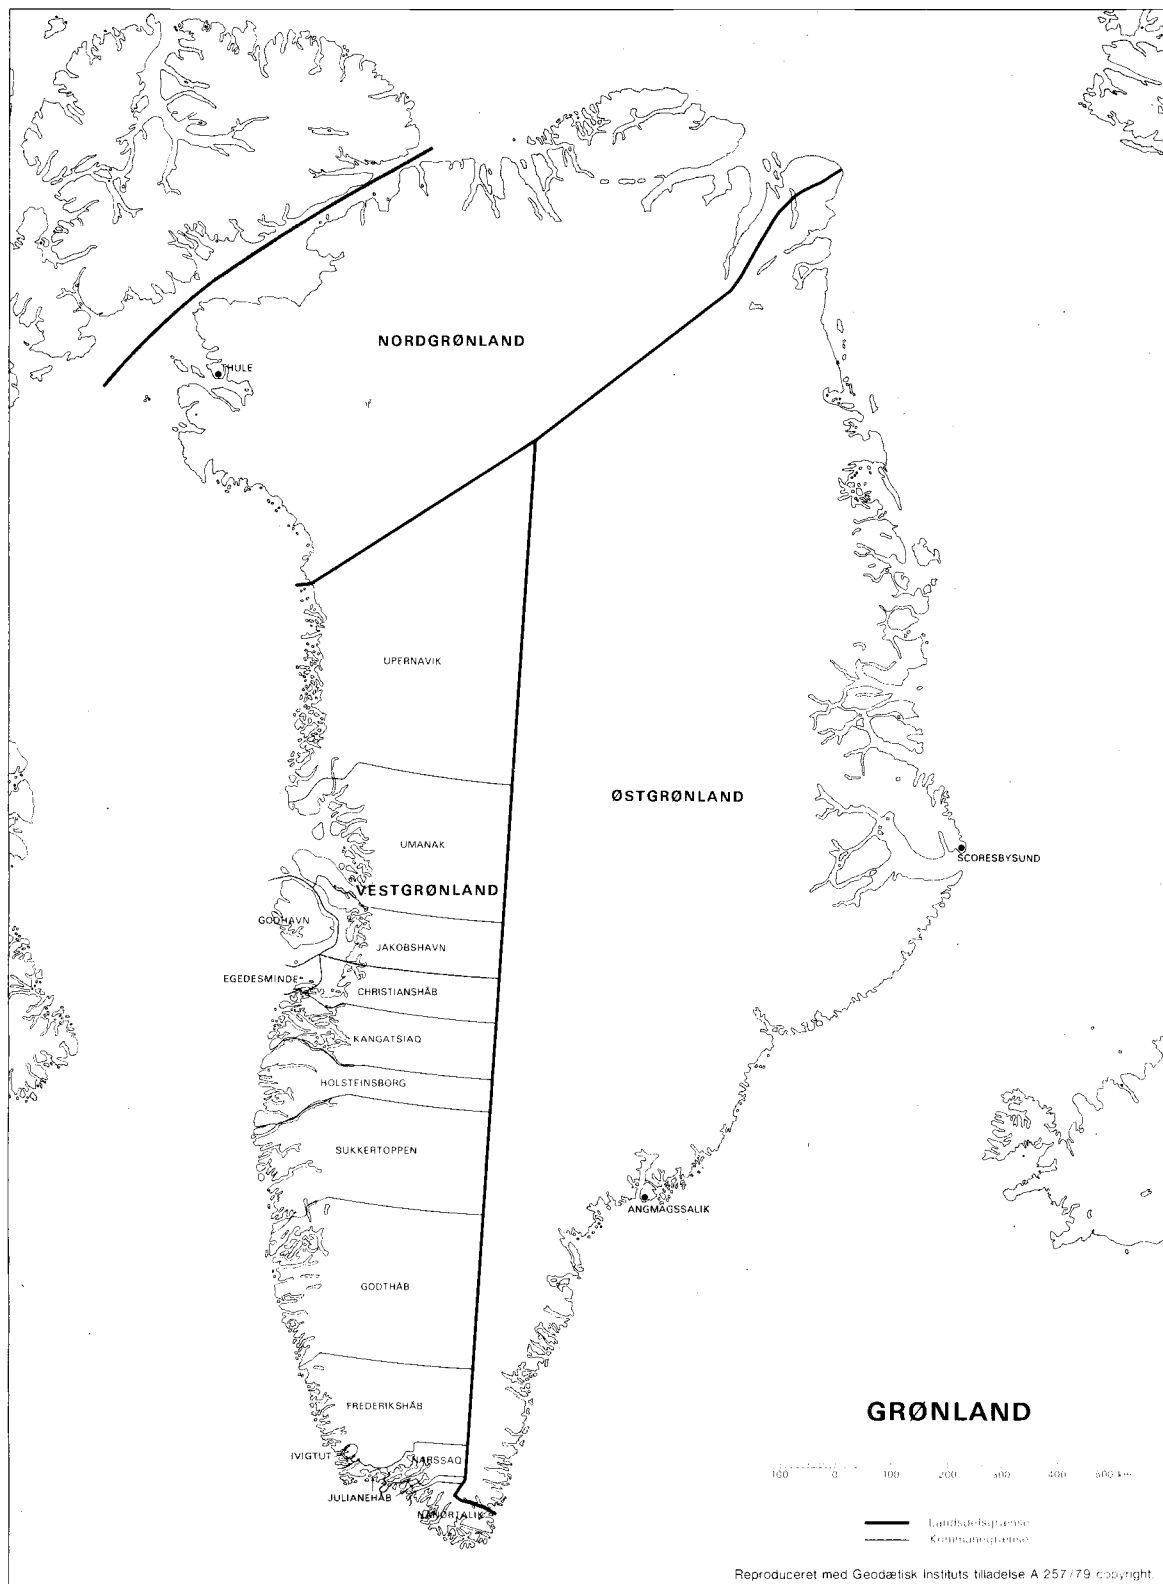 NORDGRØNLAND
THULE
UPERNAVIK
ØSTGRØNLAND
UMANAK
SCORESBYSUND
VESTGRØNLAND
GODHAVN
JAKOBSHAVN
EGEDESMINDE
CHRISTIANSHÅB
KANGATSIAQ
HOLSTEINSBORG
SUKKERTOPPEN
ANGMAGSSALIK
GODTHÅB
FREDERIKSHÅB
GRØNLAND
IVIGTUT
NARSSAQ
100 0 100 200 300 400 500 km
JULIANEHÅB
NANORTALIK
Landsdelsgrænse
Kommunegrænse
Reproduceret med Geodætisk Instituts tilladelse A 257/79 copyright.